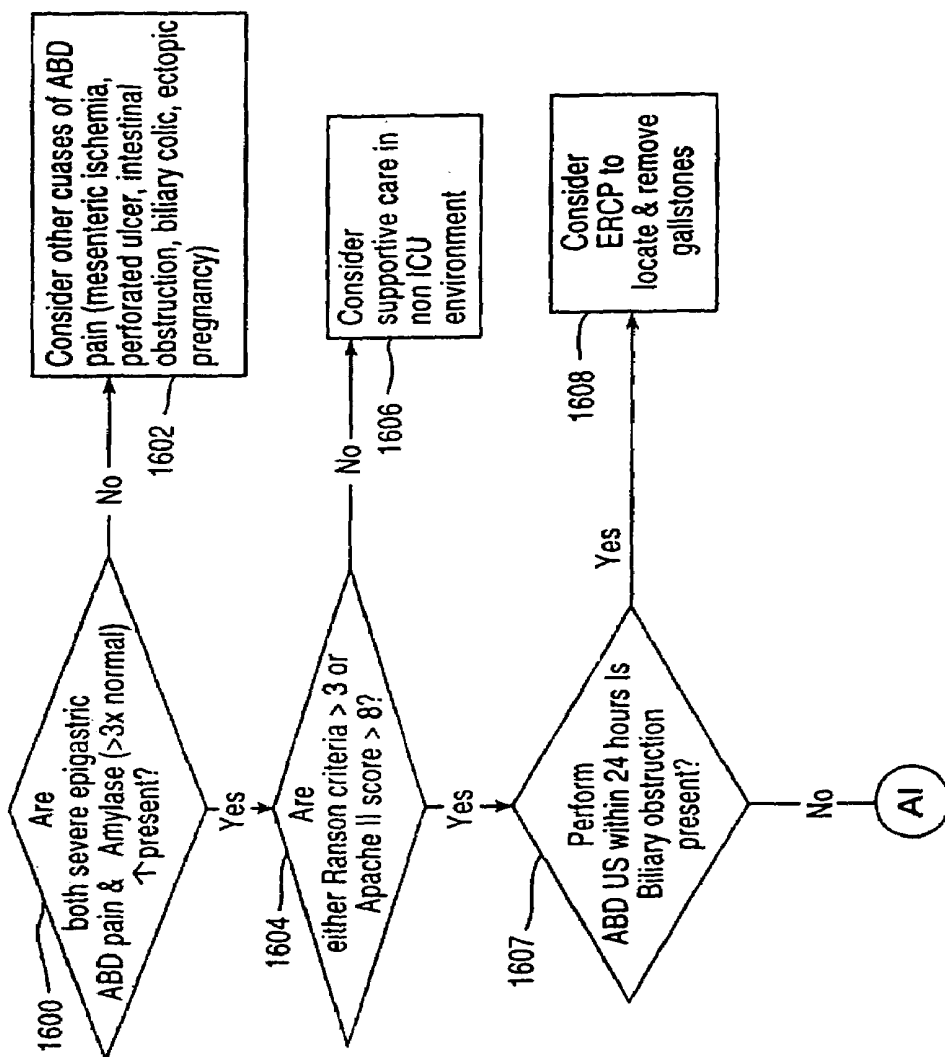 Are
both severe epigastric
ABD pain & Amylase (>3x normal)
↑present?
1600
No
Consider other cuases of ABD
pain (mesenteric ischemia,
perforated ulcer, intestinal
obstruction, biliary colic, ectopic
pregnancy)
1602
Yes
Are
either Ranson criteria > 3 or
Apache II score > 8?
1604
No
Consider
supportive care in
non ICU
environment
1606
Yes
Perform
ABD US within 24 hours Is
Biliary obstruction
present?
1607
Yes
Consider
ERCP to
locate & remove
gallstones
1608
No
AI